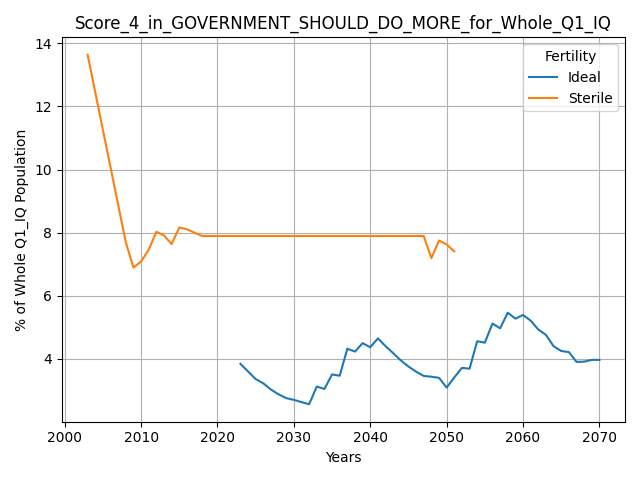 Score_4_in_GOVERNMENT_SHOULD_DO_MORE_for_Whole_Q1_IQ
14
12
10
8
6
4
% of Whole Q1_IQ Population
Fertility
Ideal
Sterile
2000 2010 2020 2030 2040 2050 2060 2070
Years